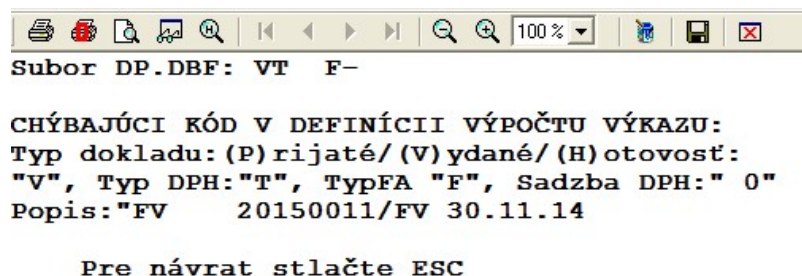 100 %
Subor DP.DBF: VT  F-
CHÝBAJÚCI KÓD V DEFINÍCII VÝPOČTU VÝKAZU:
Typ dokladu:(P)rijaté/(V)ydané/(H)otovosť:
"V", Typ DPH:"T", TypFA "F", Sadzba DPH:" 0"
Popis:"FV    20150011/FV 30.11.14
Pre návrat stlačte ESC